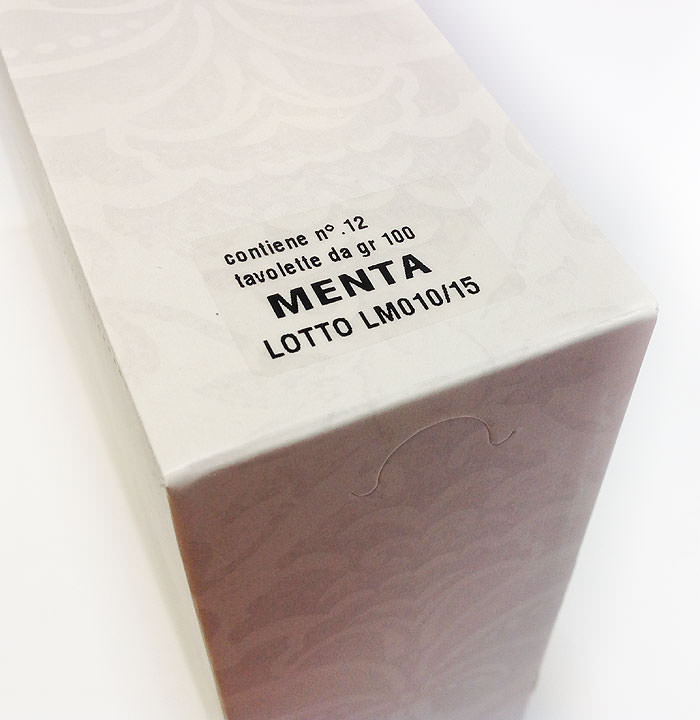 contiene n° .12
tavolette da gr 100
MENTA
LOTTO LM010/15